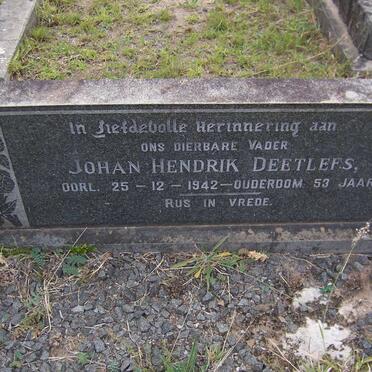 In Liefdevolle Herinnering aan
ONS DIERBARE VADER
JOHAN HENDRIK DEETLEFS,
OORL. 25-12-1942-OUDERDOM 53 JAAR
RUS IN VREDE.